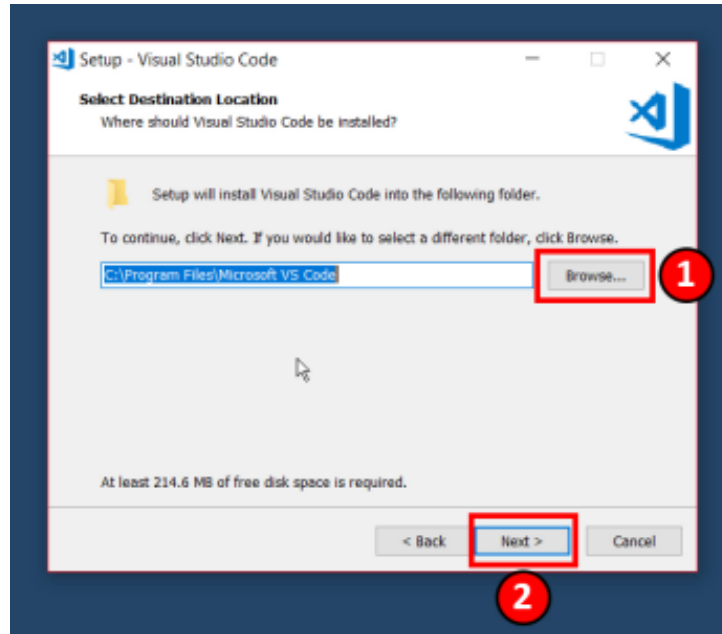 Setup - Visual Studio Code
Select Destination Location
Where should Visual Studio Code be installed?
Setup will install Visual Studio Code into the following folder.
To continue, click Next. If you would like to select a different folder, click Browse.
C:\Program Files\Microsoft VS Code
Browse...
1
At least 214.6 MB of free disk space is required.
< Back
Next >
Cancel
2